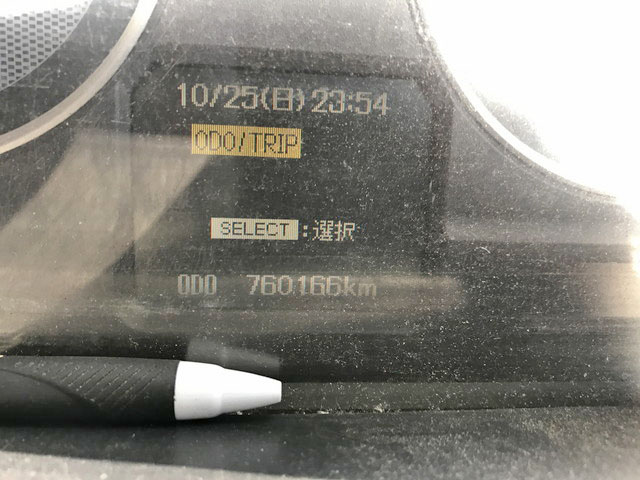 10/25(日) 23:54
ODO/TRIP
SELECT :選択
ODO 760166km